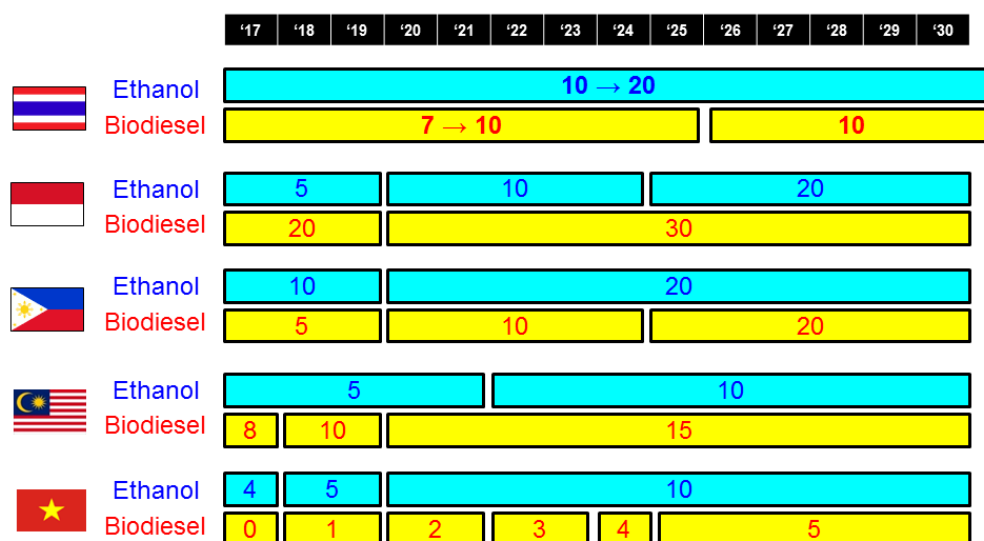 ‘17 ‘18 ‘19 ‘20 ‘21 ‘22 ‘23 ‘24 ‘25 ‘26 ‘27 ‘28 ‘29 ‘30
Ethanol 10 → 20
Biodiesel 7 → 10 10
Ethanol 5 10 20
Biodiesel 20 30
Ethanol 10 20
Biodiesel 5 10 20
Ethanol 5 10
Biodiesel 8 10 15
Ethanol 4 5 10
Biodiesel 0 1 2 3 4 5